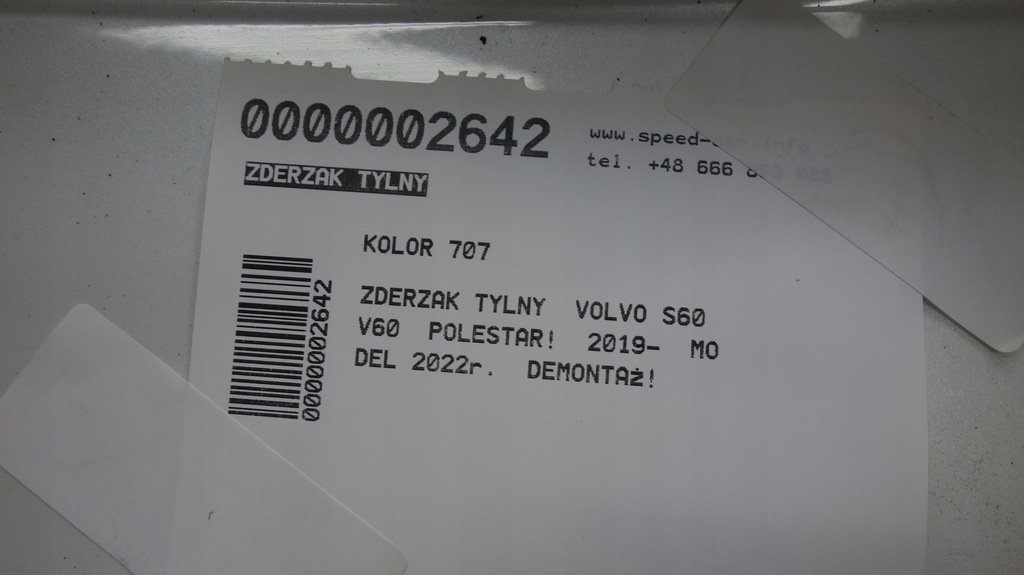 0000002642
www.speed-
tel. +48 666
ZDERZAK TYLNY
KOLOR 707
0000002642
ZDERZAK TYLNY VOLVO S60
V60 POLESTAR! 2019- MO
DEL 2022r. DEMONTAż!